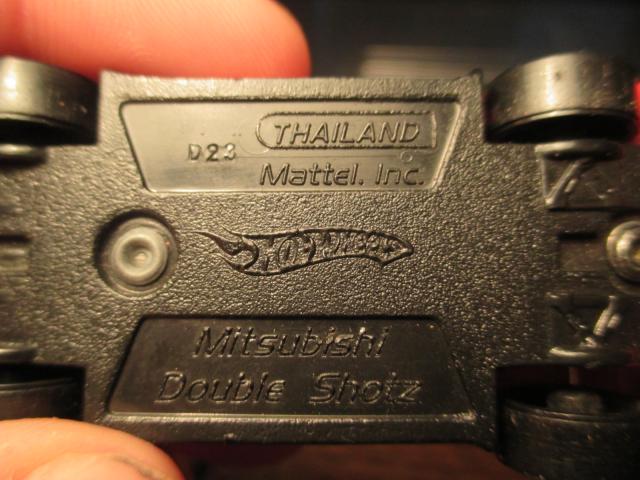 THAILAND
D23
Mattel. Inc.
Hot Wheels
Mitsubishi
Double Shotz